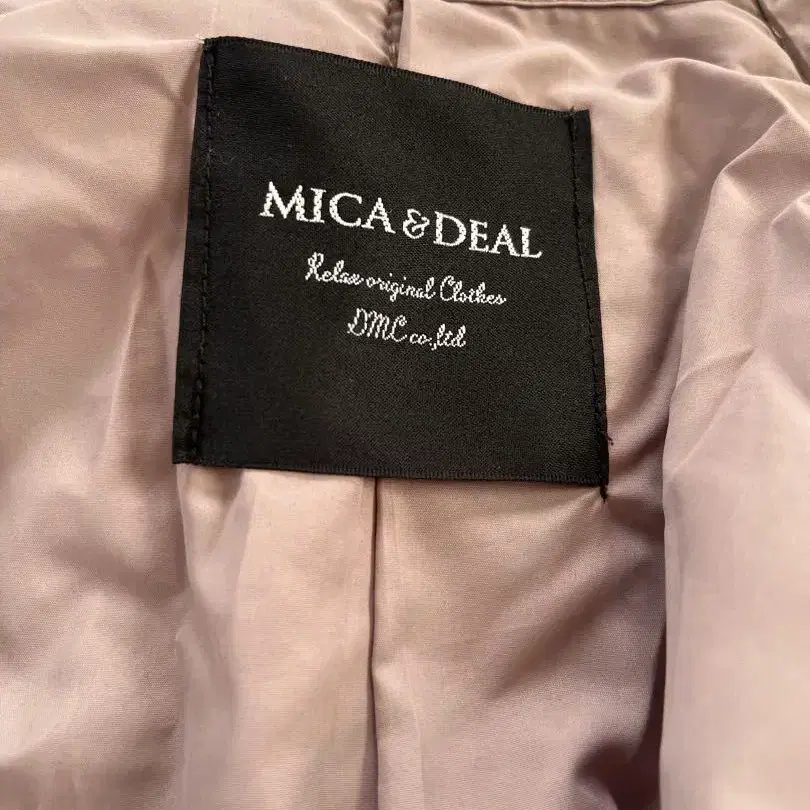 MICA & DEAL
Relax original Clothes
DMC co.,ltd